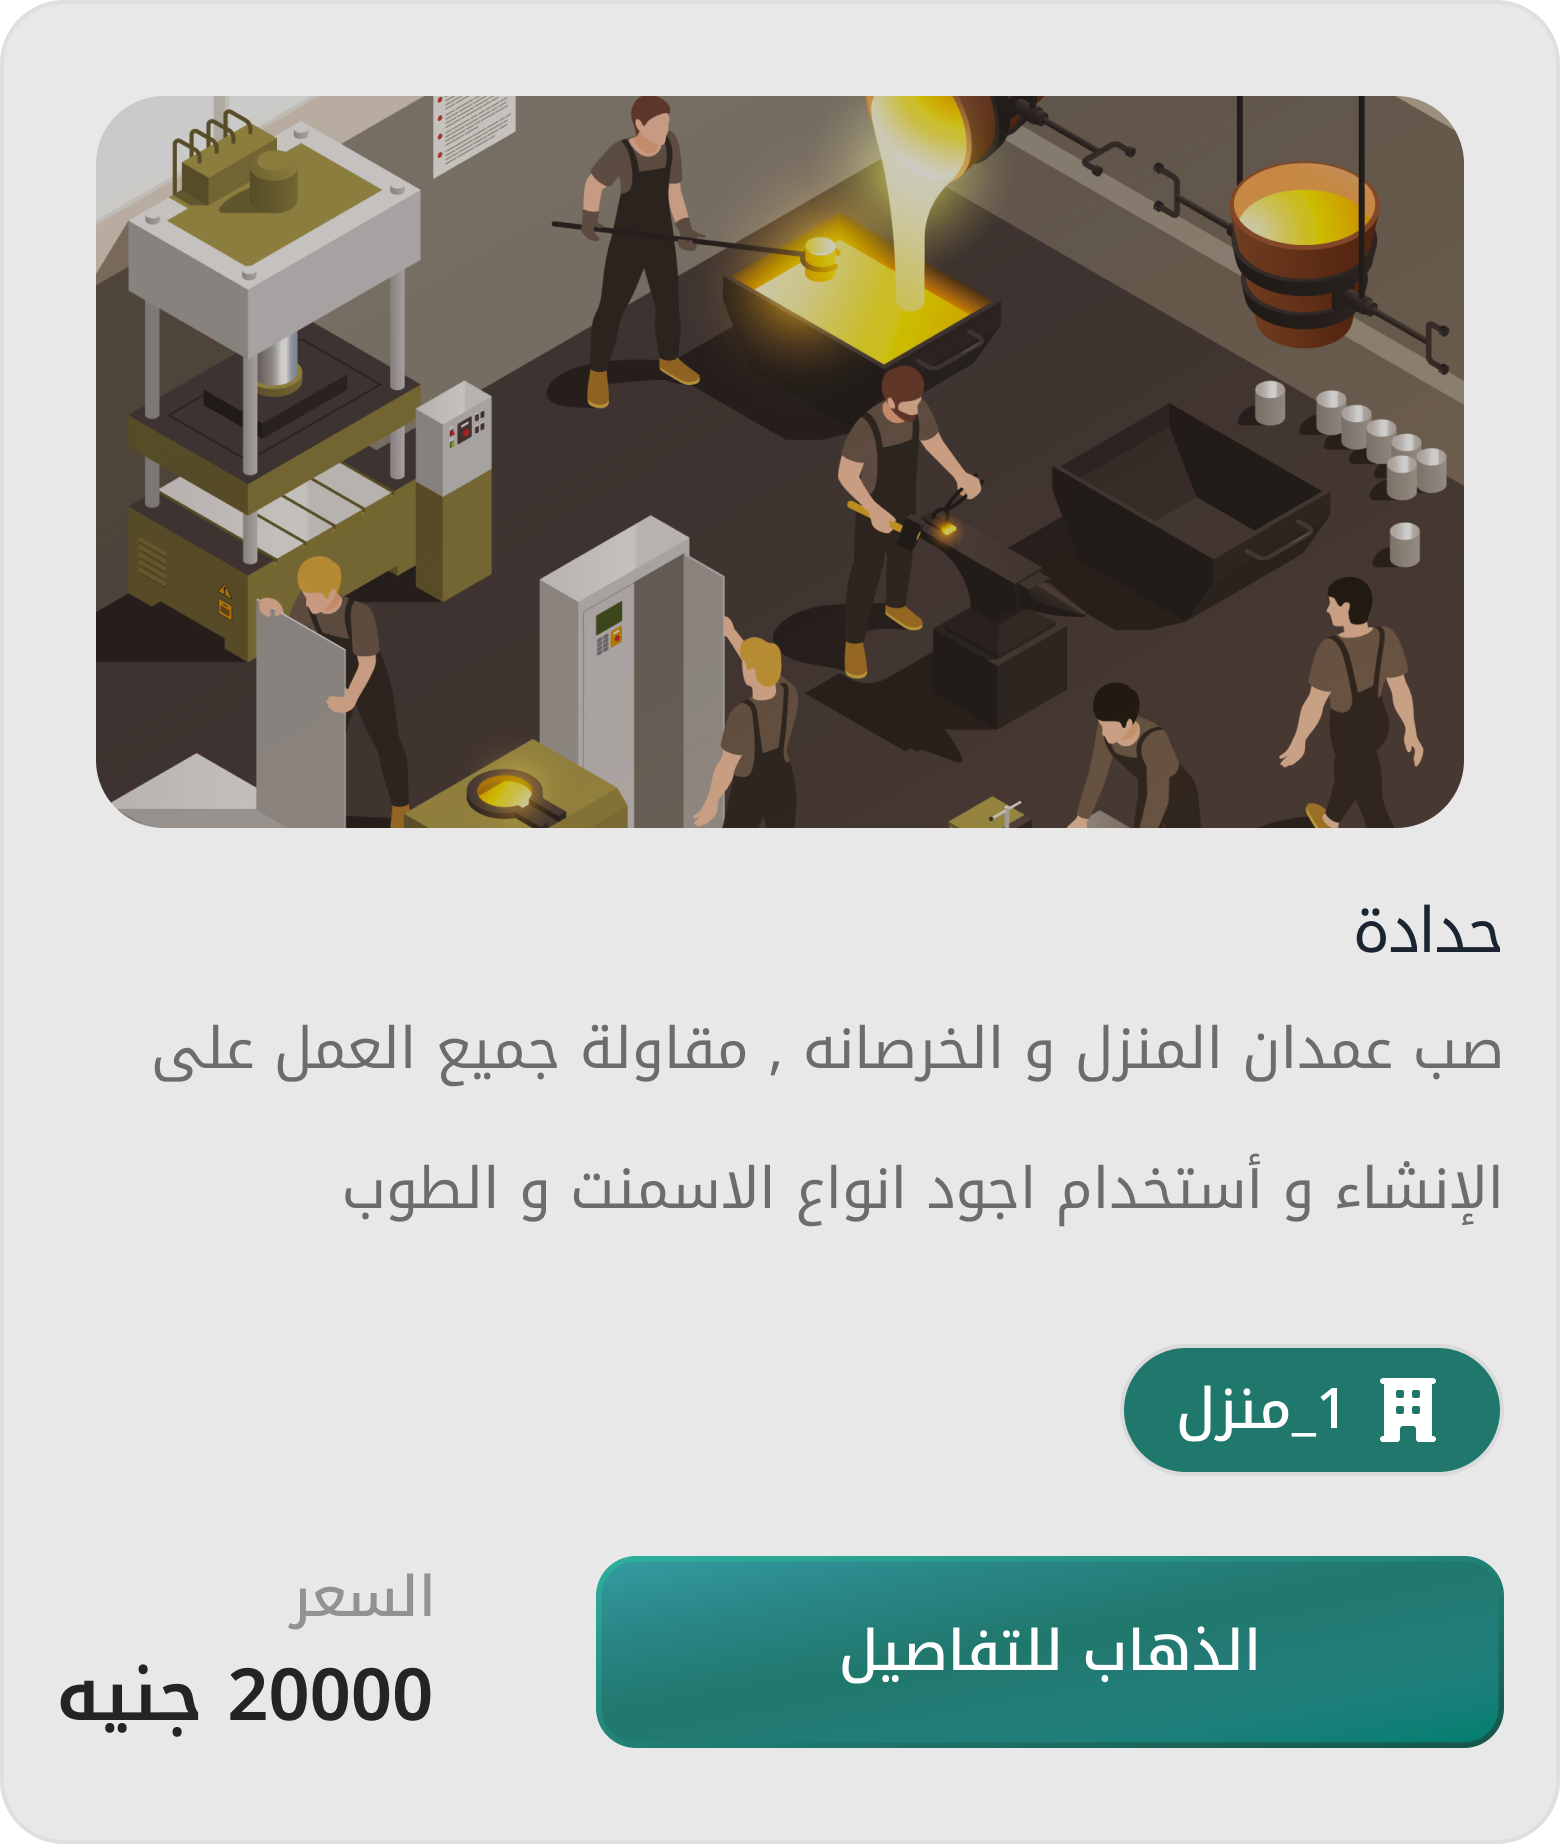 حدادة
صب عمدان المنزل و الخرصانه , مقاولة جميع العمل على
الإنشاء و أستخدام اجود انواع الاسمنت و الطوب
1_منزل
الذهاب للتفاصيل
السعر
20000 جنيه